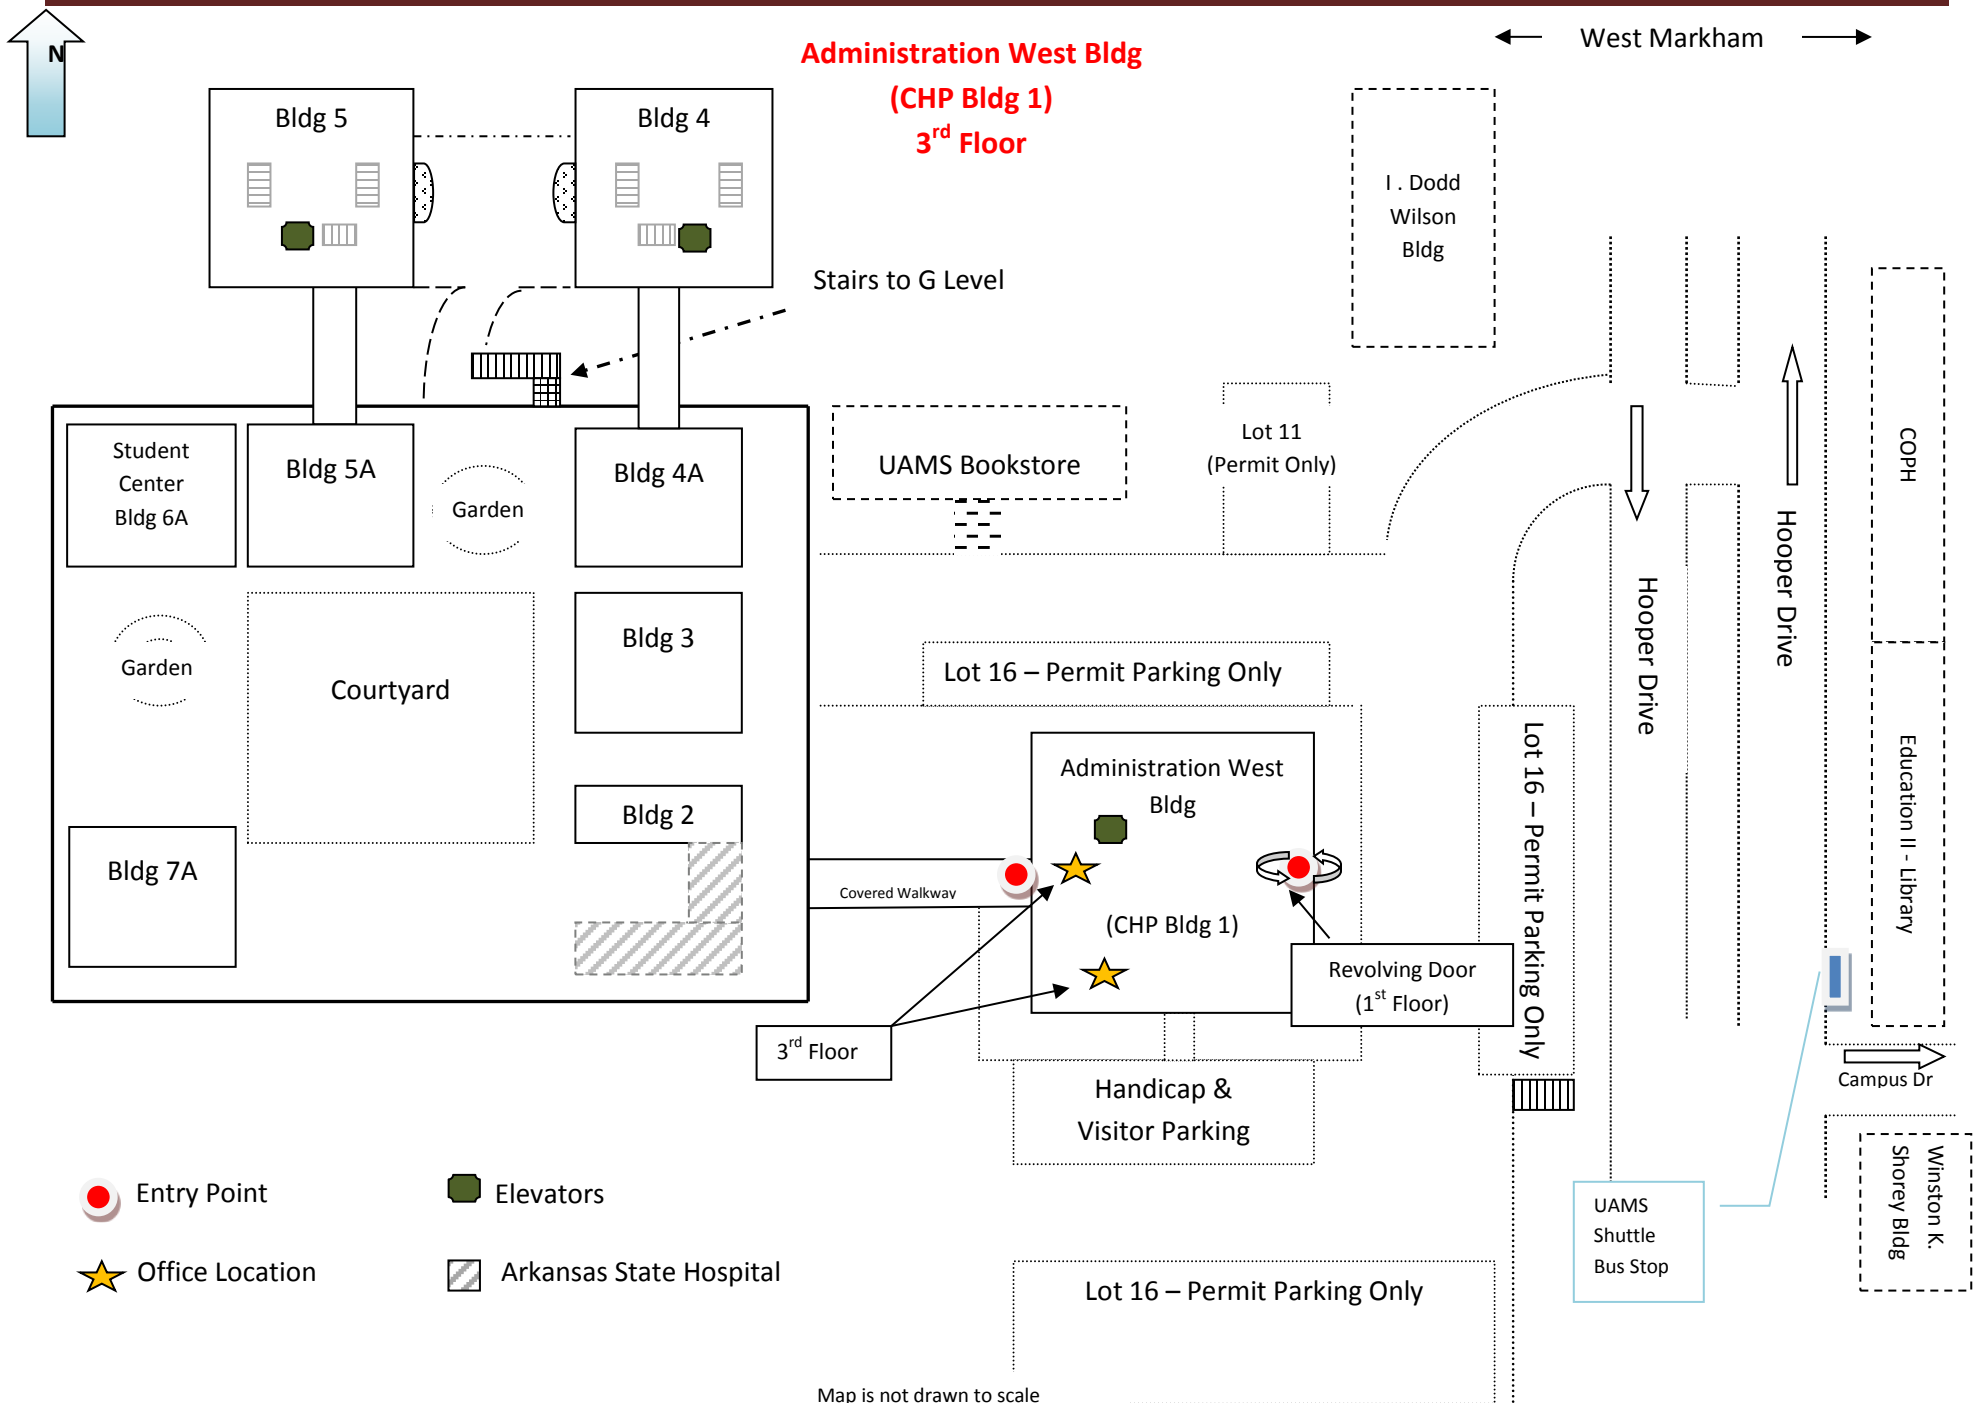 N
West Markham
Administration West Bldg
(CHP Bldg 1)
3rd Floor
Bldg 5
Bldg 4
I . Dodd
Wilson
Bldg
Stairs to G Level
Student
Center
Bldg 6A
Bldg 5A
Garden
Bldg 4A
UAMS Bookstore
Lot 11
(Permit Only)
COPH
Hooper Drive
Hooper Drive
Garden
Courtyard
Bldg 3
Lot 16 – Permit Parking Only
Administration West
Bldg
Lot 16 – Permit Parking Only
Education II - Library
Bldg 2
Bldg 7A
Covered Walkway
(CHP Bldg 1)
Revolving Door
(1st Floor)
3rd Floor
Handicap &
Visitor Parking
Campus Dr
Winston K.
Shorey Bldg
Entry Point
Elevators
UAMS
Shuttle
Bus Stop
Office Location
Arkansas State Hospital
Lot 16 – Permit Parking Only
Map is not drawn to scale